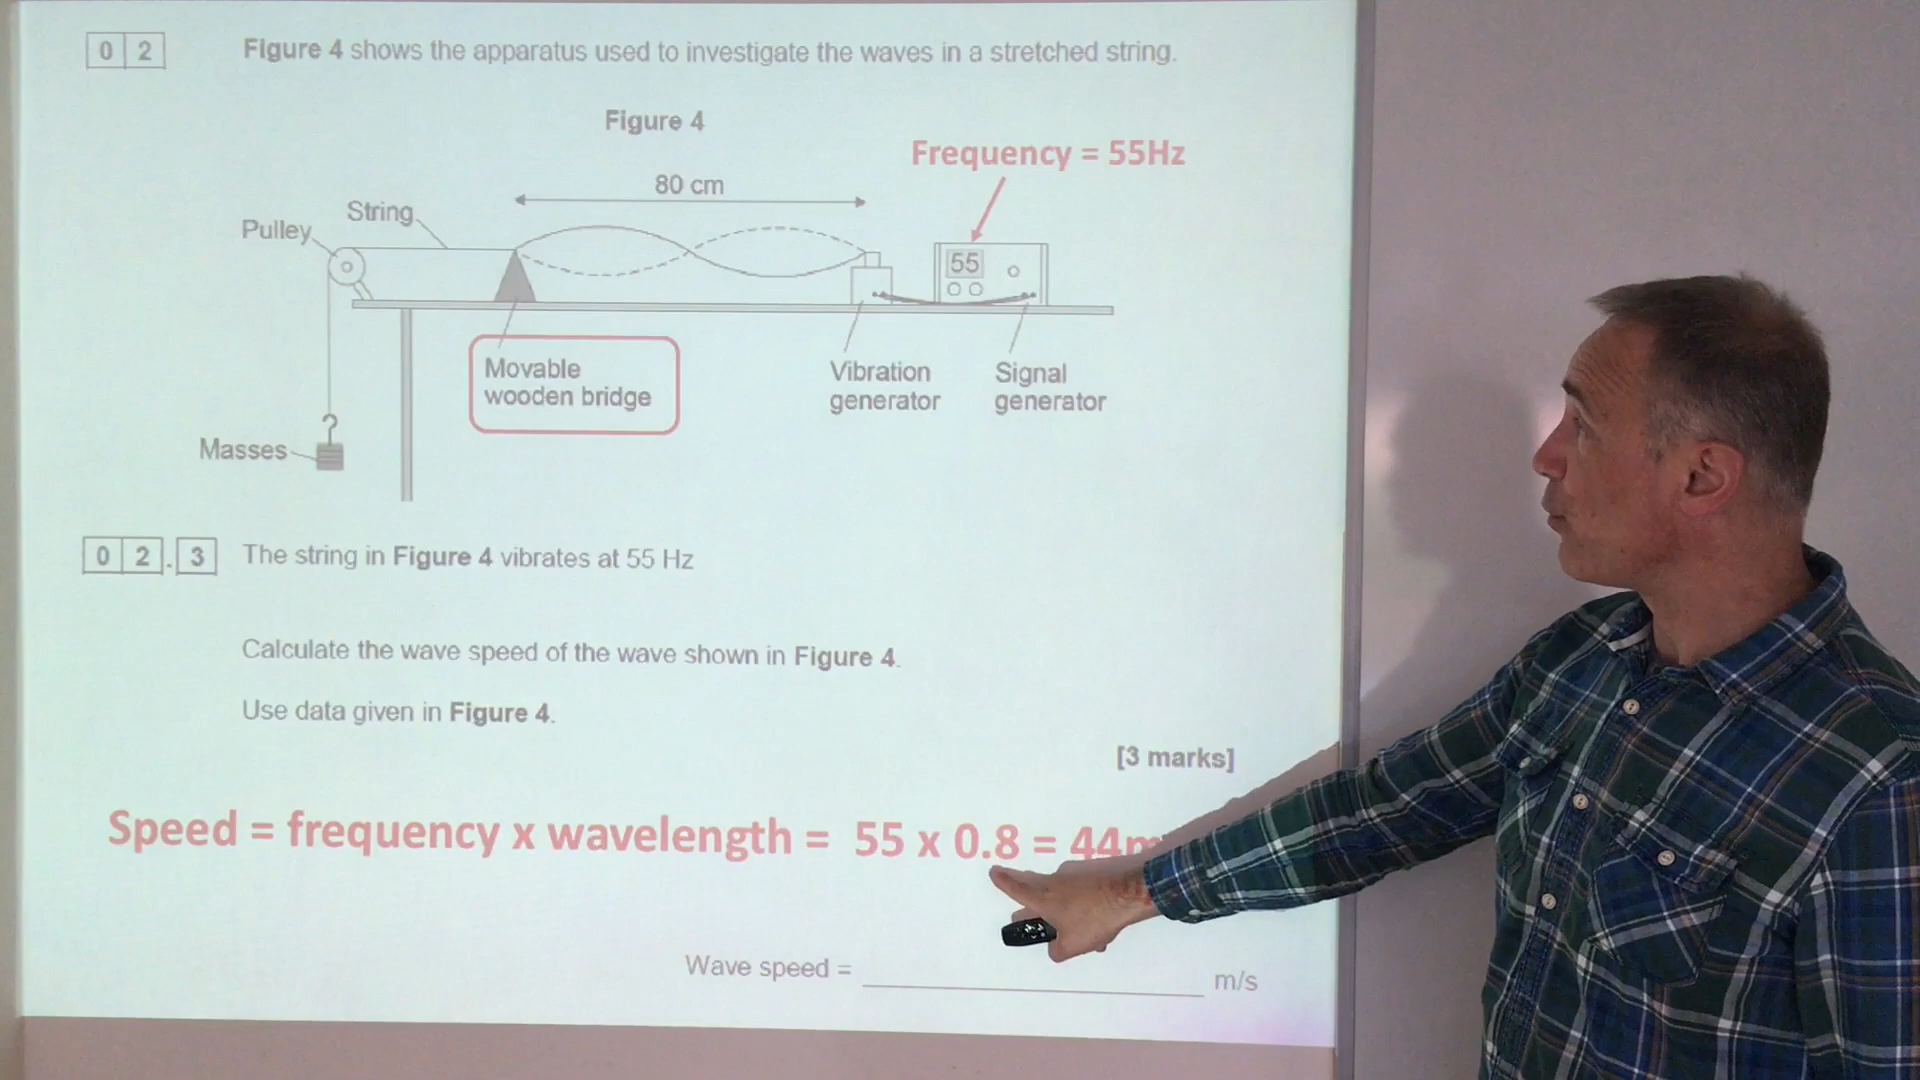 0 2 Figure 4 shows the apparatus used to investigate the waves in a stretched string.
Figure 4
Frequency = 55Hz
80 cm
String
Pulley
55
Movable
wooden bridge
Vibration
generator
Signal
generator
Masses
0 2 . 3 The string in Figure 4 vibrates at 55 Hz
Calculate the wave speed of the wave shown in Figure 4.
Use data given in Figure 4.
[3 marks]
Speed = frequency x wavelength = 55 x 0.8 = 44m
Wave speed = ____________ m/s